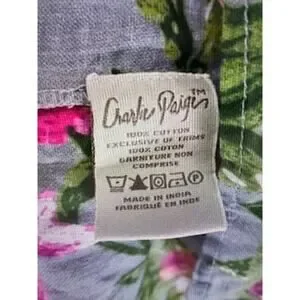 Charlie Paige™
100% COTTON
EXCLUSIVE OF TRIMS
100% COTON
GARNITURE NON
COMPRISE
MADE IN INDIA
FABRIQUÉ EN INDE